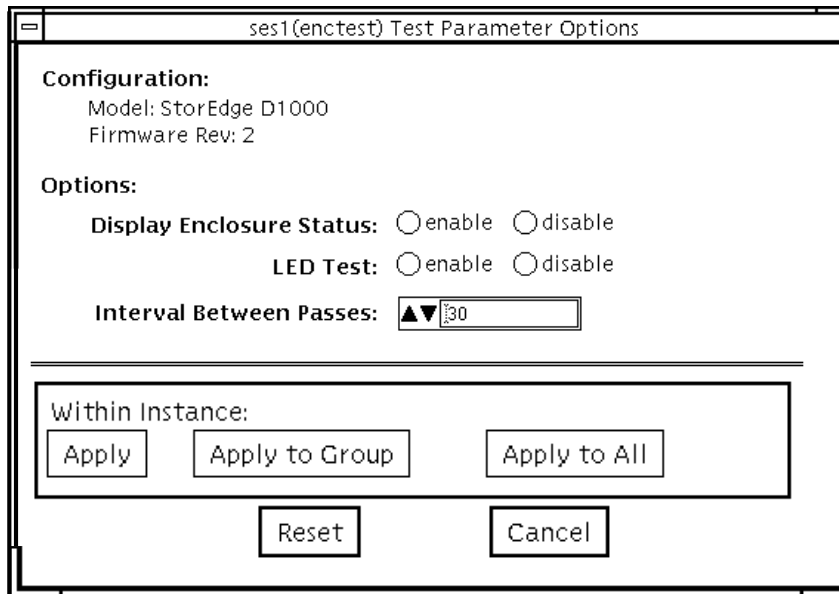 ses1(enctest) Test Parameter Options
Configuration:
Model: StorEdge D1000
Firmware Rev: 2
Options:
Display Enclosure Status: enable disable
LED Test: enable disable
Interval Between Passes: 30
Within Instance:
Apply Apply to Group Apply to All
Reset Cancel